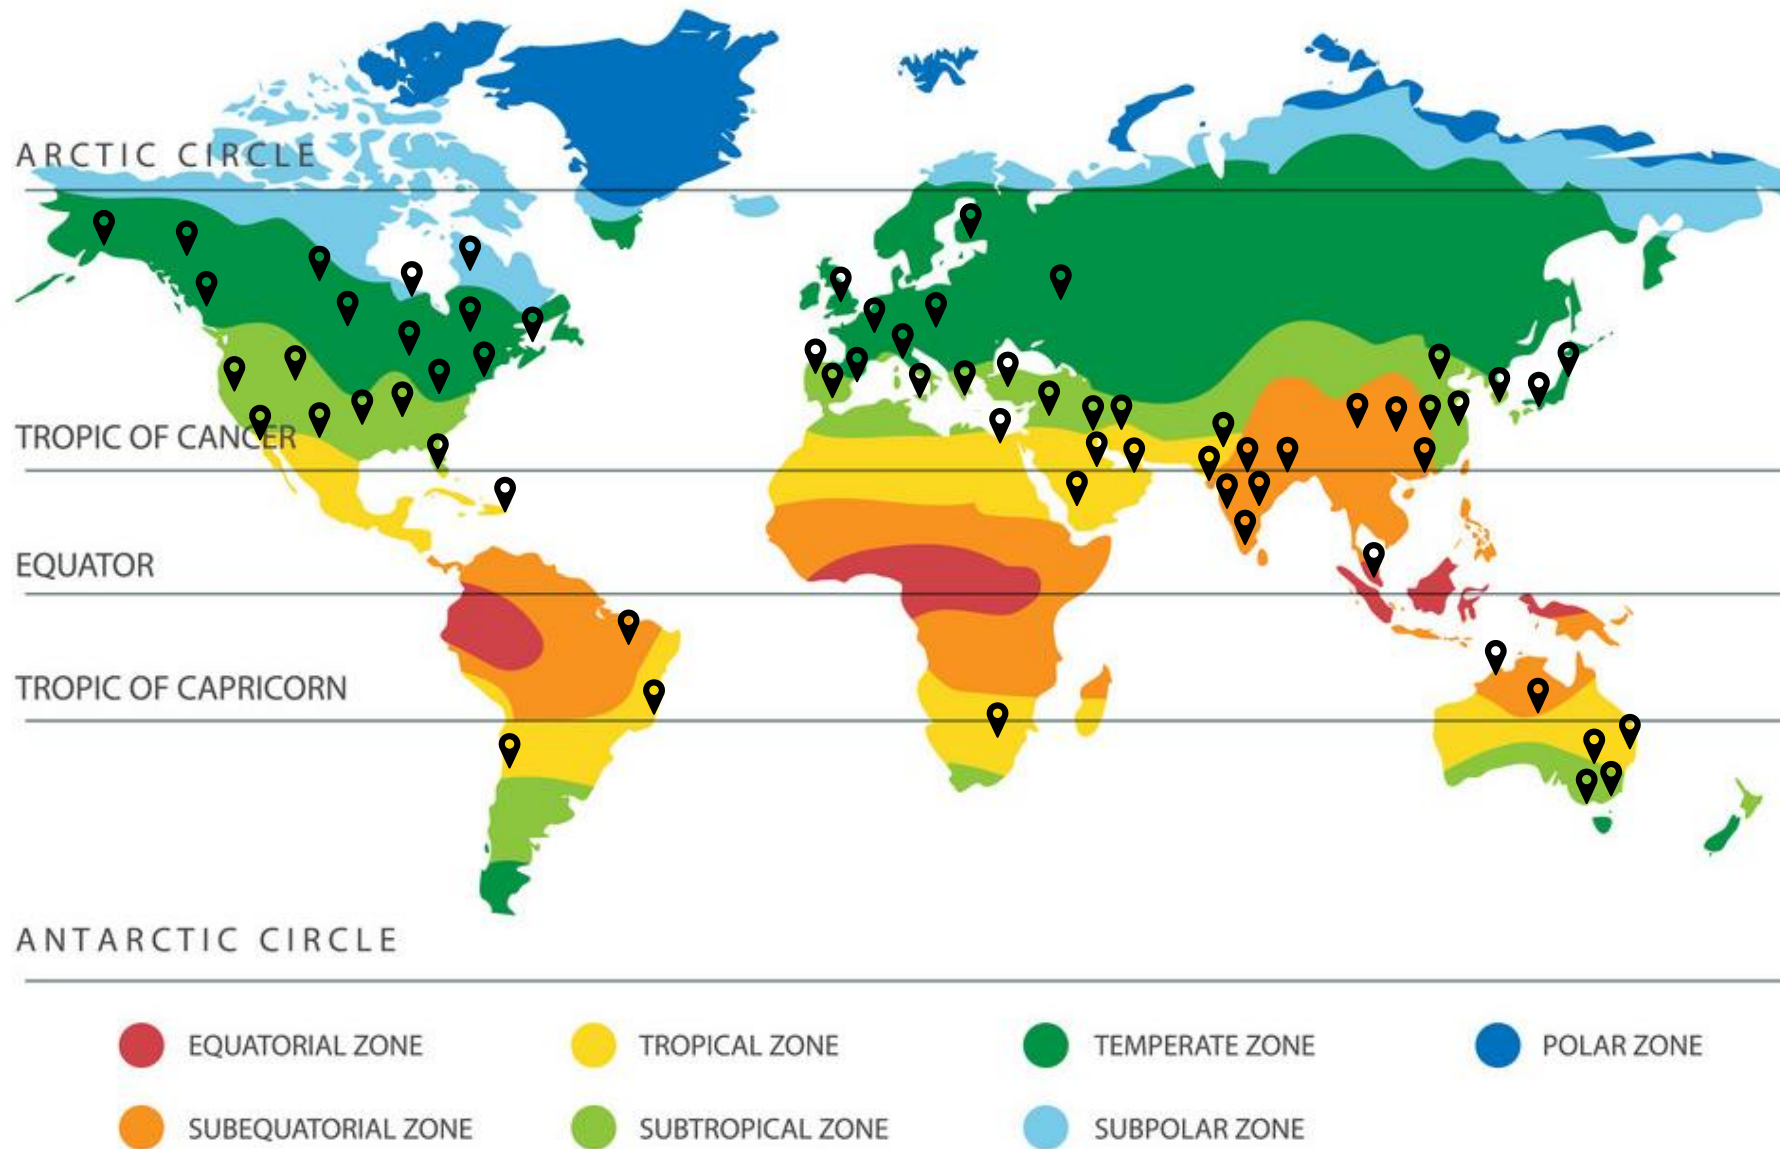 ARCTIC CIRCLE
TROPIC OF CANCER
EQUATOR
TROPIC OF CAPRICORN
ANTARCTIC CIRCLE
EQUATORIAL ZONE
TROPICAL ZONE
TEMPERATE ZONE
POLAR ZONE
SUBEQUATORIAL ZONE
SUBTROPICAL ZONE
SUBPOLAR ZONE